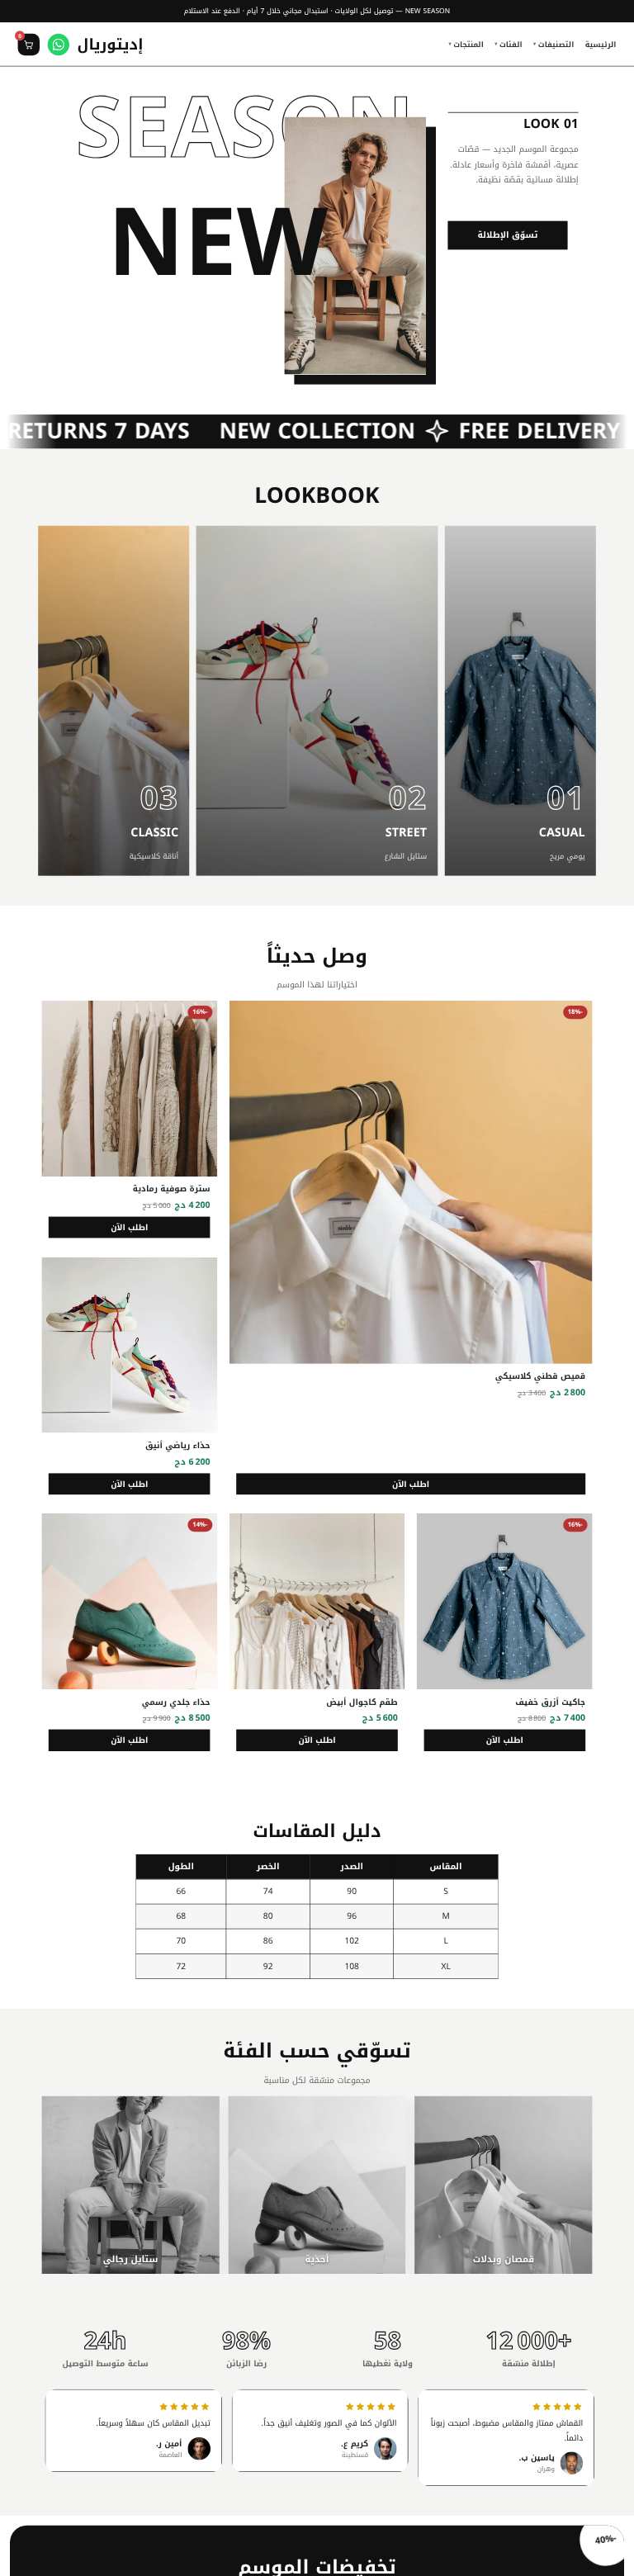 NEW SEASON — توصيل لكل الولايات · استبدال مجاني خلال 7 أيام · الدفع عند الاستلام
الرئيسية التصنيفات الفئات المنتجات
إديتوريال
SEASON
NEW
LOOK 01
مجموعة الموسم الجديد — قصّات
عصرية، أقمشة فاخرة وأسعار عادلة.
إطلالة مسائية بقصّة نظيفة.
تسوّق الإطلالة
RETURNS 7 DAYS NEW COLLECTION FREE DELIVERY
LOOKBOOK
01
CASUAL
يومي مريح
02
STREET
ستايل الشارع
03
CLASSIC
أناقة كلاسيكية
وصل حديثاً
اختياراتنا لهذا الموسم
-18%
قميص قطني كلاسيكي
2 800 دج 3 400 دج
اطلب الآن
-16%
سترة صوفية رمادية
4 200 دج 5 000 دج
اطلب الآن
حذاء رياضي أنيق
6 200 دج
اطلب الآن
-16%
جاكيت أزرق خفيف
7 400 دج 8 800 دج
اطلب الآن
طقم كاجوال أبيض
5 600 دج
اطلب الآن
-14%
حذاء جلدي رسمي
8 500 دج 9 900 دج
اطلب الآن
دليل المقاسات
المقاس الصدر الخصر الطول
S 90 74 66
M 96 80 68
L 102 86 70
XL 108 92 72
تسوّقي حسب الفئة
مجموعات منسّقة لكل مناسبة
قمصان وبدلات
أحذية
ستايل رجالي
12 000+
إطلالة منسّقة
58
ولاية نغطيها
98%
رضا الزبائن
24h
ساعة متوسط التوصيل
★★★★★
القماش ممتاز والمقاس مضبوط، أصبحت زبوناً
دائماً.
ياسين ب.
وهران
★★★★★
الألوان كما في الصور وتغليف أنيق جداً.
كريم ع.
قسنطينة
★★★★★
تبديل المقاس كان سهلاً وسريعاً.
أمين ر.
العاصمة
-40%
تخفيضات الموسم